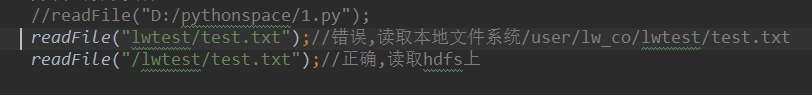 //readFile("D:/pythonspace/1.py");
readFile("lwtest/test.txt");//错误,读取本地文件系统/user/lw_co/lwtest/test.txt
readFile("/lwtest/test.txt");//正确,读取hdfs上